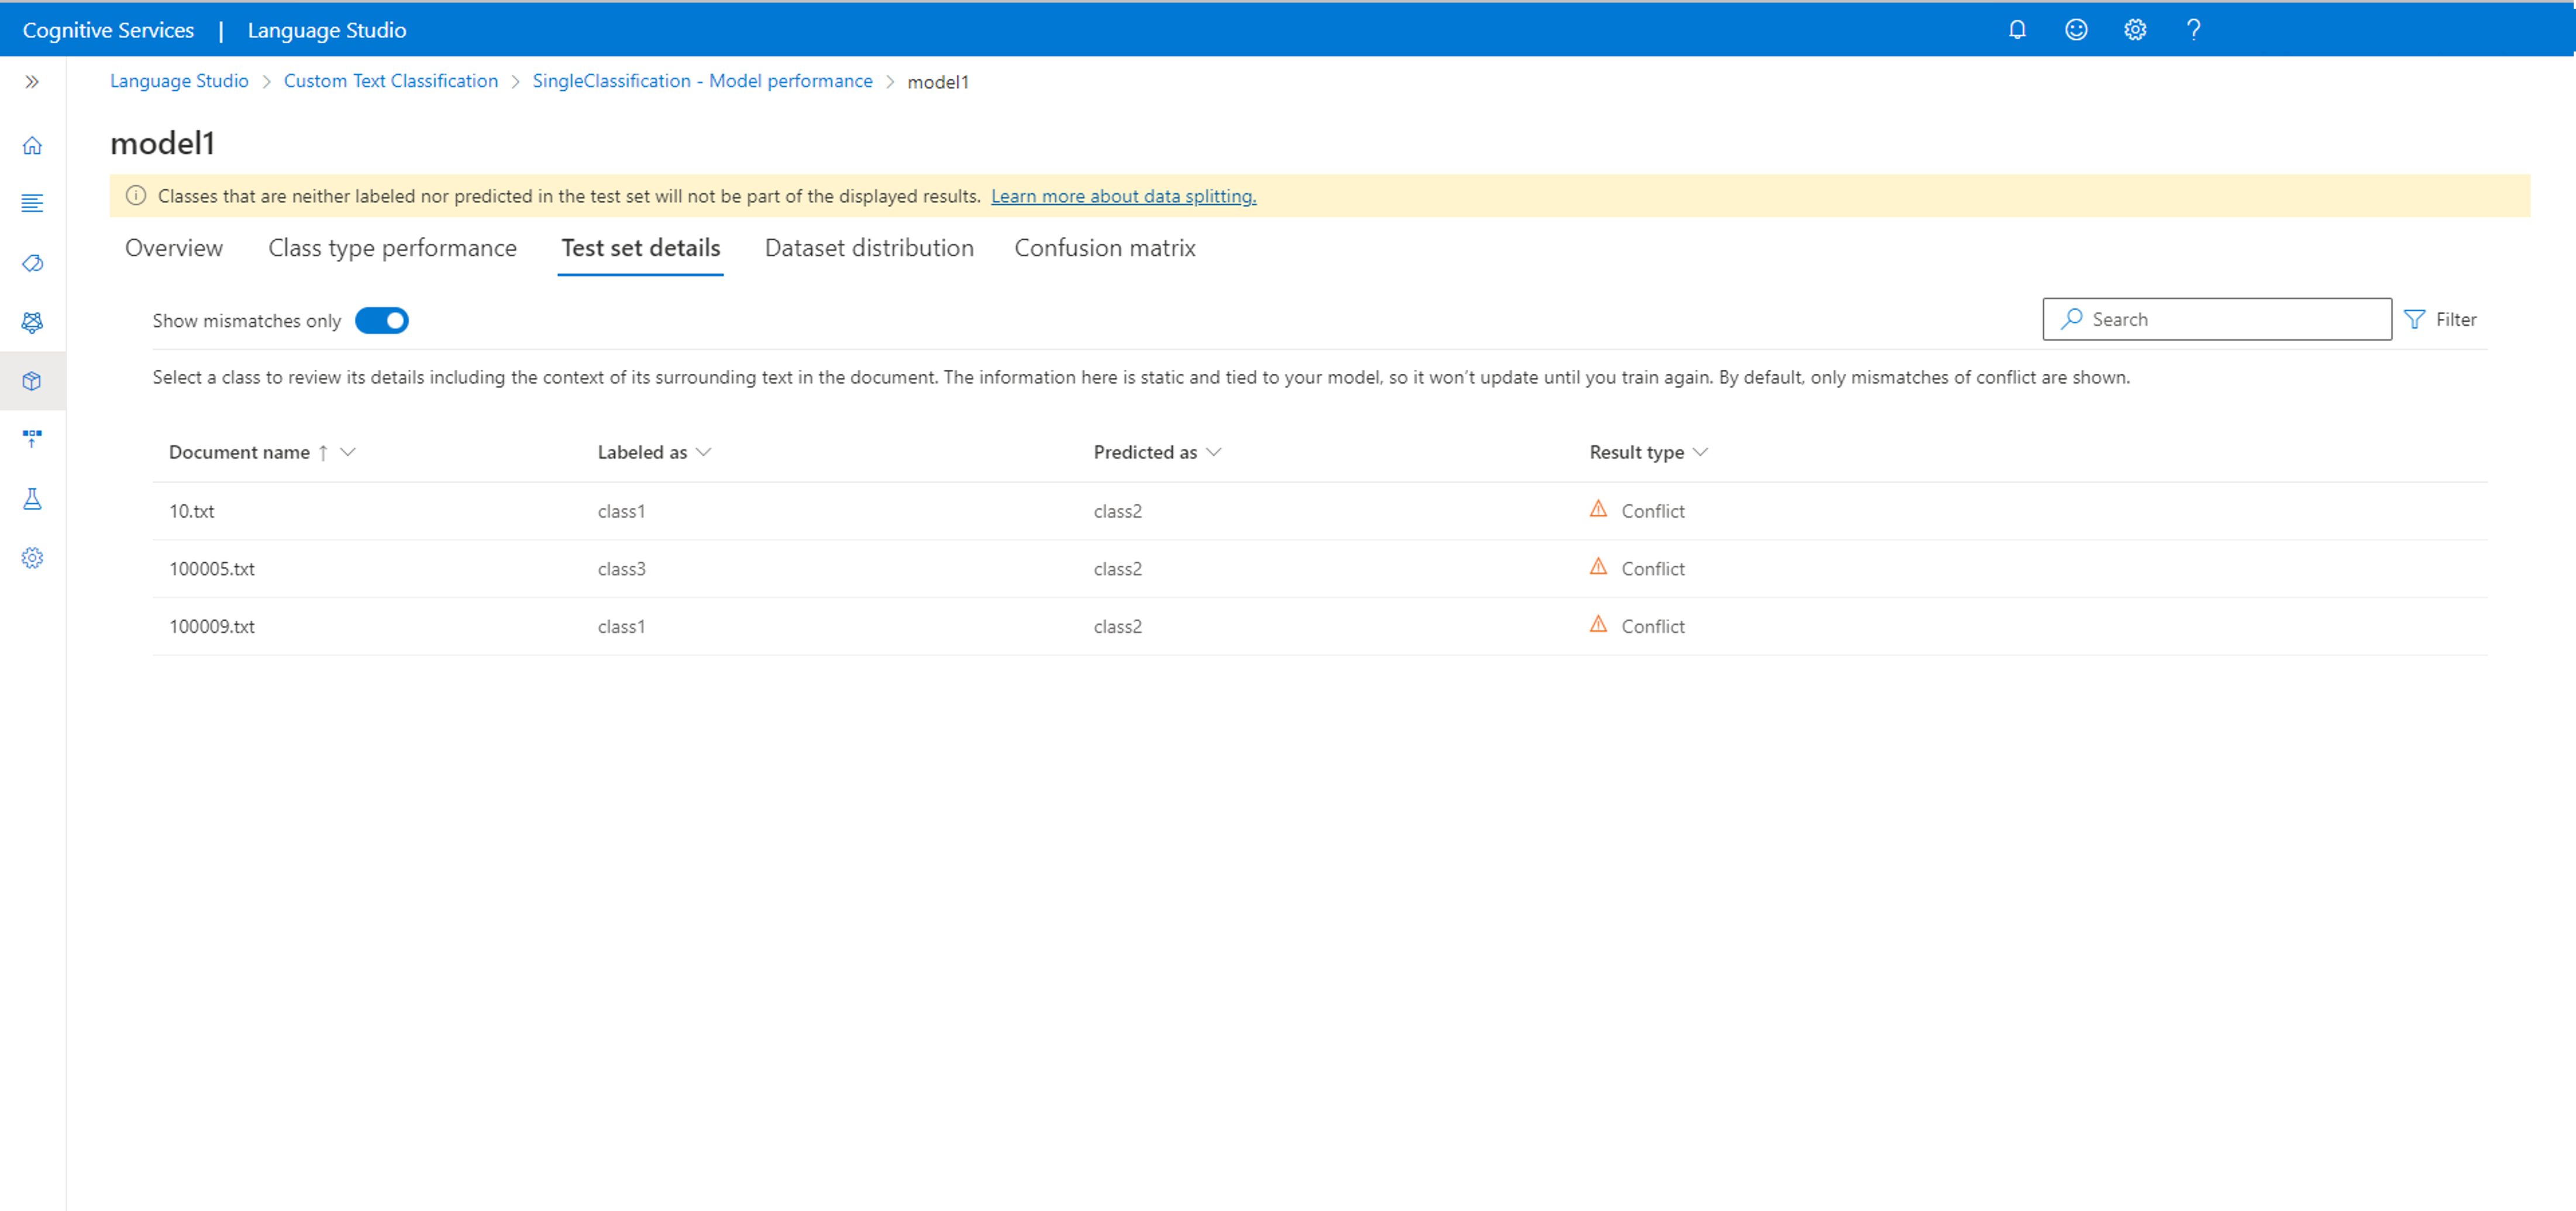 Cognitive Services | Language Studio
Language Studio > Custom Text Classification > SingleClassification - Model performance > model1
model1
Classes that are neither labeled nor predicted in the test set will not be part of the displayed results. Learn more about data splitting.
Overview Class type performance Test set details Dataset distribution Confusion matrix
Show mismatches only Search Filter
Select a class to review its details including the context of its surrounding text in the document. The information here is static and tied to your model, so it won't update until you train again. By default, only mismatches of conflict are shown.
Document name ↑ Labeled as Predicted as Result type
10.txt class1 class2 Conflict
100005.txt class3 class2 Conflict
100009.txt class1 class2 Conflict